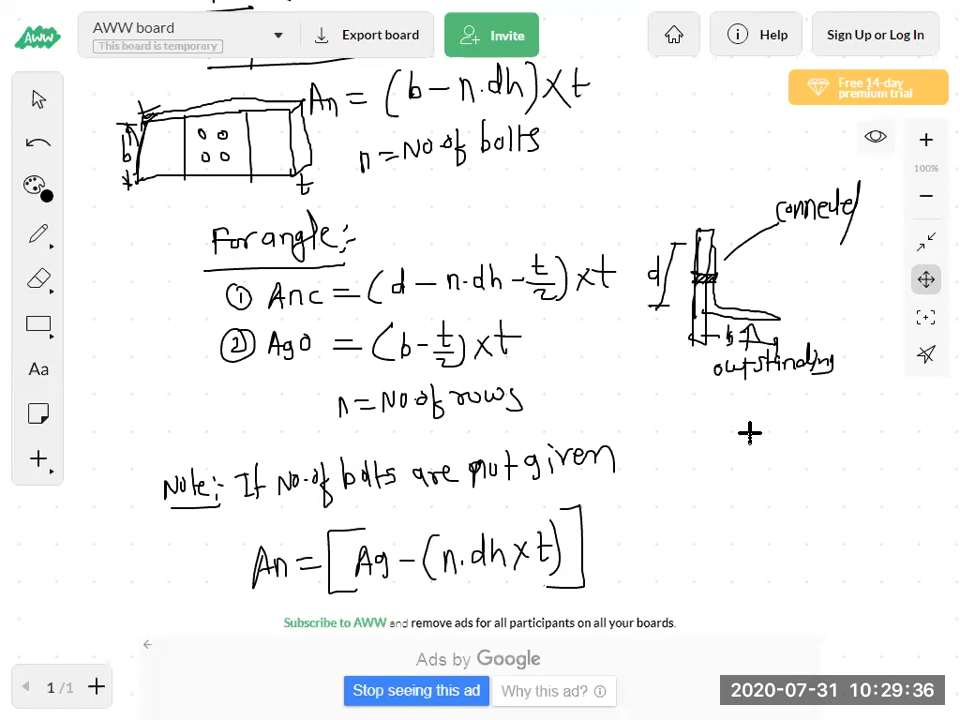 AWW
AWW board
This board is temporary
Export board
Invite
Help
Sign Up or Log In
Free 14-day
premium trial
An = (b - n.dh) x t
n = No of bolts
b
t
For angle:-
① Anc = (d - n.dh - t/2) x t
② Ago = (b - t/2) x t
n = No. of rows
connected
d
b
outstanding
Note:- If No. of bolts are not given
An = [Ag - (n.dh x t)]
100%
Aa
Subscribe to AWW and remove ads for all participants on all your boards.
Ads by Google
Stop seeing this ad
Why this ad?
1 /1
2020-07-31 10:29:36